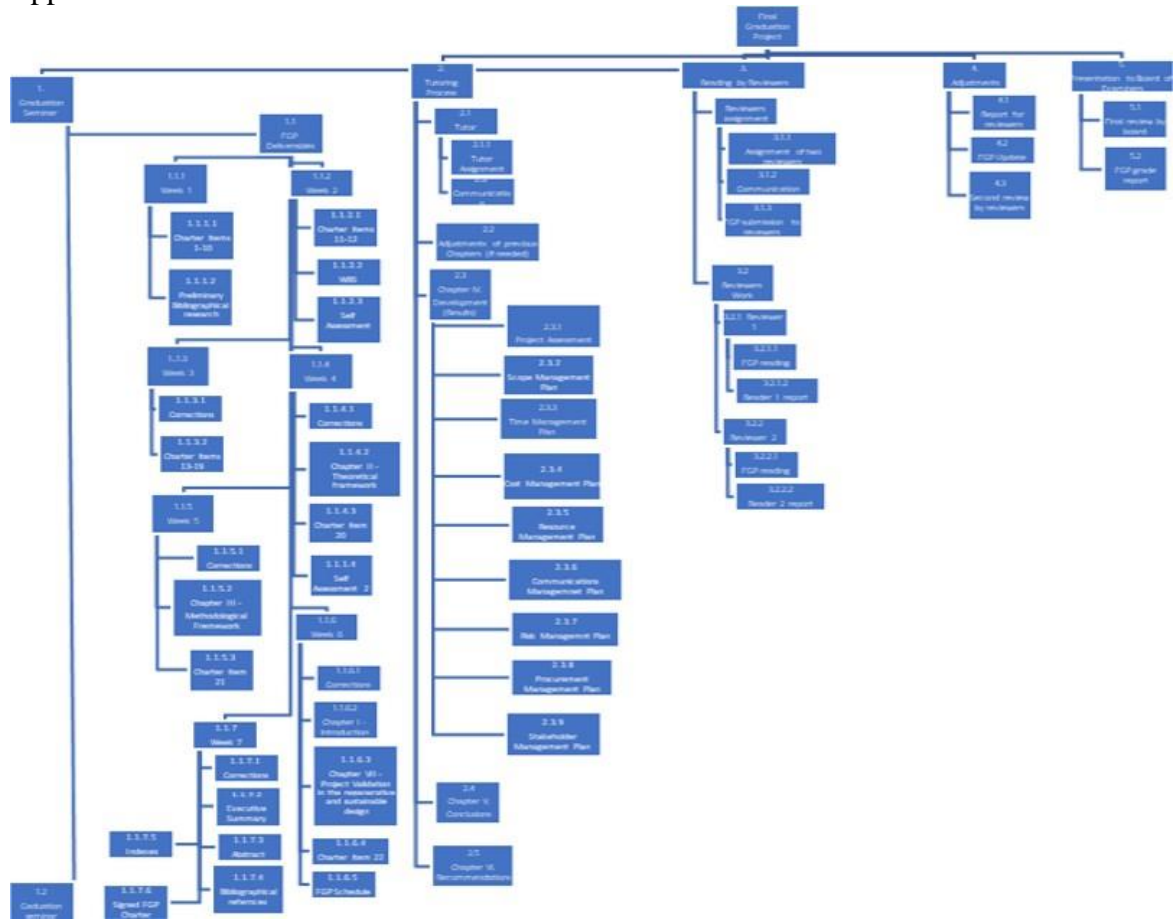 Final
Graduation
Project
1.
Graduation
Seminar
2.
Tutoring
Process
3.
Reading by Reviewers
4.
Adjustments
5.
Presentation to Board of
Examiners
1.1
FGP
Deliverables
1.1.1
Week 1
1.1.1.1
Charter Items
1-10
1.1.1.2
Preliminary
Bibliographical
research
1.1.2
Week 2
1.1.2.1
Charter Items
11-12
1.1.2.2
WBS
1.1.2.3
Self
Assessment
1.1.3
Week 3
1.1.3.1
Corrections
1.1.3.2
Charter Items
13-19
1.1.4
Week 4
1.1.4.1
Corrections
1.1.4.2
Chapter II –
Theoretical
framework
1.1.4.3
Charter Item
20
1.1.1.4
Self
Assessment 2
1.1.5
Week 5
1.1.5.1
Corrections
1.1.5.2
Chapter III –
Methodological
Framework
1.1.5.3
Charter Item
21
1.1.6
Week 6
1.1.6.1
Corrections
1.1.6.2
Chapter I -
Introduction
1.1.6.3
Chapter VII –
Project Validation
in the regenerative
and sustainable
design
1.1.6.4
Charter Item 22
1.1.6.5
FGP Schedule
1.1.7
Week 7
1.1.7.1
Corrections
1.1.7.2
Executive
Summary
1.1.7.3
Abstract
1.1.7.4
Bibliographical
1.1.7.5
Indexes
1.1.7.6
Signed FGP
Charter
1.2
seminar
2.1
Tutor
2.1.1
Tutor
Assignment
Communicatio
2.2
Adjustments of previous
Chapters (If needed)
2.3
Chapter IV.
Development
(Results)
2.3.1
Project Assessment
2.3.2
Scope Management
Plan
2.3.3
Time Management
Plan
2.3.4
Cost Management Plan
2.3.5
Resource
Management Plan
2.3.6
Communications
Plan
2.3.7
Risk
Plan
2.3.8
Procurement
Management Plan
2.3.9
Stakeholder
Management Plan
2.4
Chapter V.
Conclusions
2.5
Chapter VI.
Recommendations
Reviewers
assignment
3.1.1
Assignment of two
reviewers
3.1.2
Communication
3.1.3
FGP submission to
reviewers
3.2
Reviewers
Work
3.2.1 Reviewer
1
3.2.1.1
FGP reading
3.2.1.2
Reader 1 report
3.2.2
Reviewer 2
3.2.2.1
FGP reading
3.2.2.2
Reader 2 report
4.1
Report for
reviewers
4.2
FGP Update
4.3
Second review
by reviewers
5.1
Final review by
board
5.2
FGP grade
report